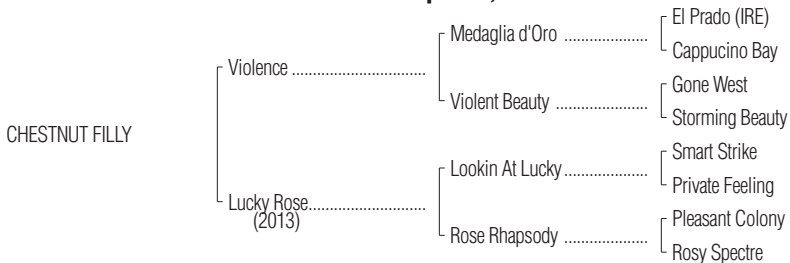 El Prado (IRE)
Medaglia d'Oro ....................
Cappucino Bay
Violence ................................
Gone West
Violent Beauty ......................
Storming Beauty
CHESTNUT FILLY
Smart Strike
Lookin At Lucky ....................
Private Feeling
Lucky Rose............................
(2013)
Pleasant Colony
Rose Rhapsody ....................
Rosy Spectre